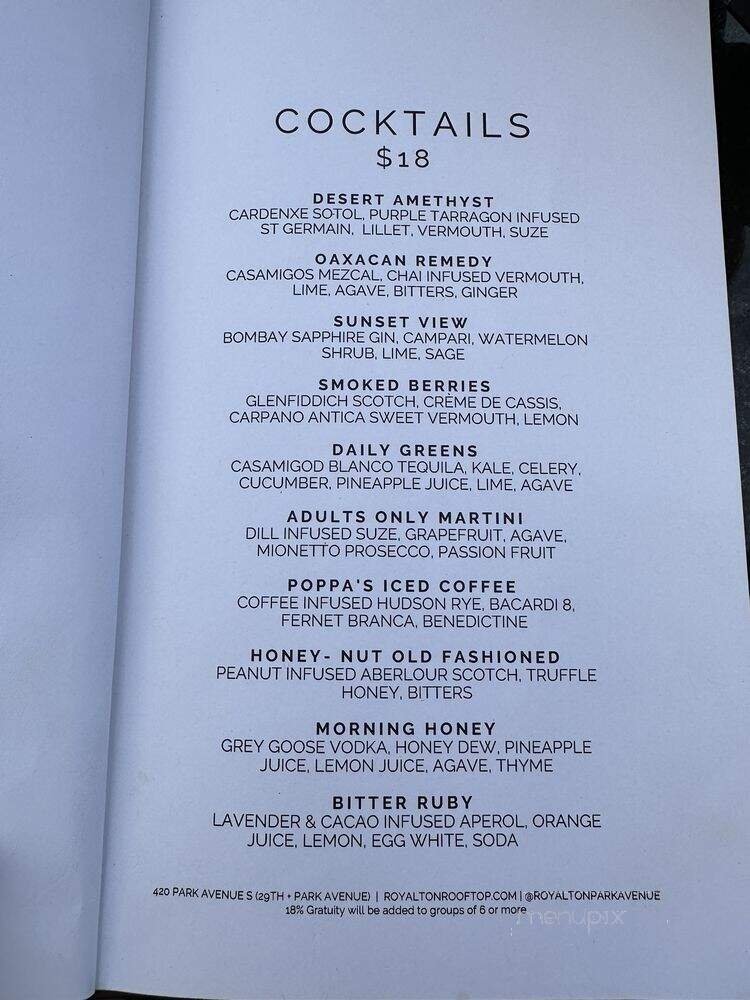 COCKTAILS
$18
DESERT AMETHYST
CARDENXE SOTOL, PURPLE TARRAGON INFUSED
ST GERMAIN, LILLET, VERMOUTH, SUZE
OAXACAN REMEDY
CASAMIGOS MEZCAL, CHAI INFUSED VERMOUTH,
LIME, AGAVE, BITTERS, GINGER
SUNSET VIEW
BOMBAY SAPPHIRE GIN, CAMPARI, WATERMELON
SHRUB, LIME, SAGE
SMOKED BERRIES
GLENFIDDICH SCOTCH, CRÈME DE CASSIS,
CARPANO ANTICA SWEET VERMOUTH, LEMON
DAILY GREENS
CASAMIGOD BLANCO TEQUILA, KALE, CELERY,
CUCUMBER, PINEAPPLE JUICE, LIME, AGAVE
ADULTS ONLY MARTINI
DILL INFUSED SUZE, GRAPEFRUIT, AGAVE,
MIONETTO PROSECCO, PASSION FRUIT
POPPA'S ICED COFFEE
COFFEE INFUSED HUDSON RYE, BACARDI 8,
FERNET BRANCA, BENEDICTINE
HONEY- NUT OLD FASHIONED
PEANUT INFUSED ABERLOUR SCOTCH, TRUFFLE
HONEY, BITTERS
MORNING HONEY
GREY GOOSE VODKA, HONEY DEW, PINEAPPLE
JUICE, LEMON JUICE, AGAVE, THYME
BITTER RUBY
LAVENDER & CACAO INFUSED APEROL, ORANGE
JUICE, LEMON, EGG WHITE, SODA
420 PARK AVENUE S (29TH + PARK AVENUE) | ROYALTONROOFTOP.COM | @ROYALTONPARKAVENUE
18% Gratuity will be added to groups of 6 or more
menupix